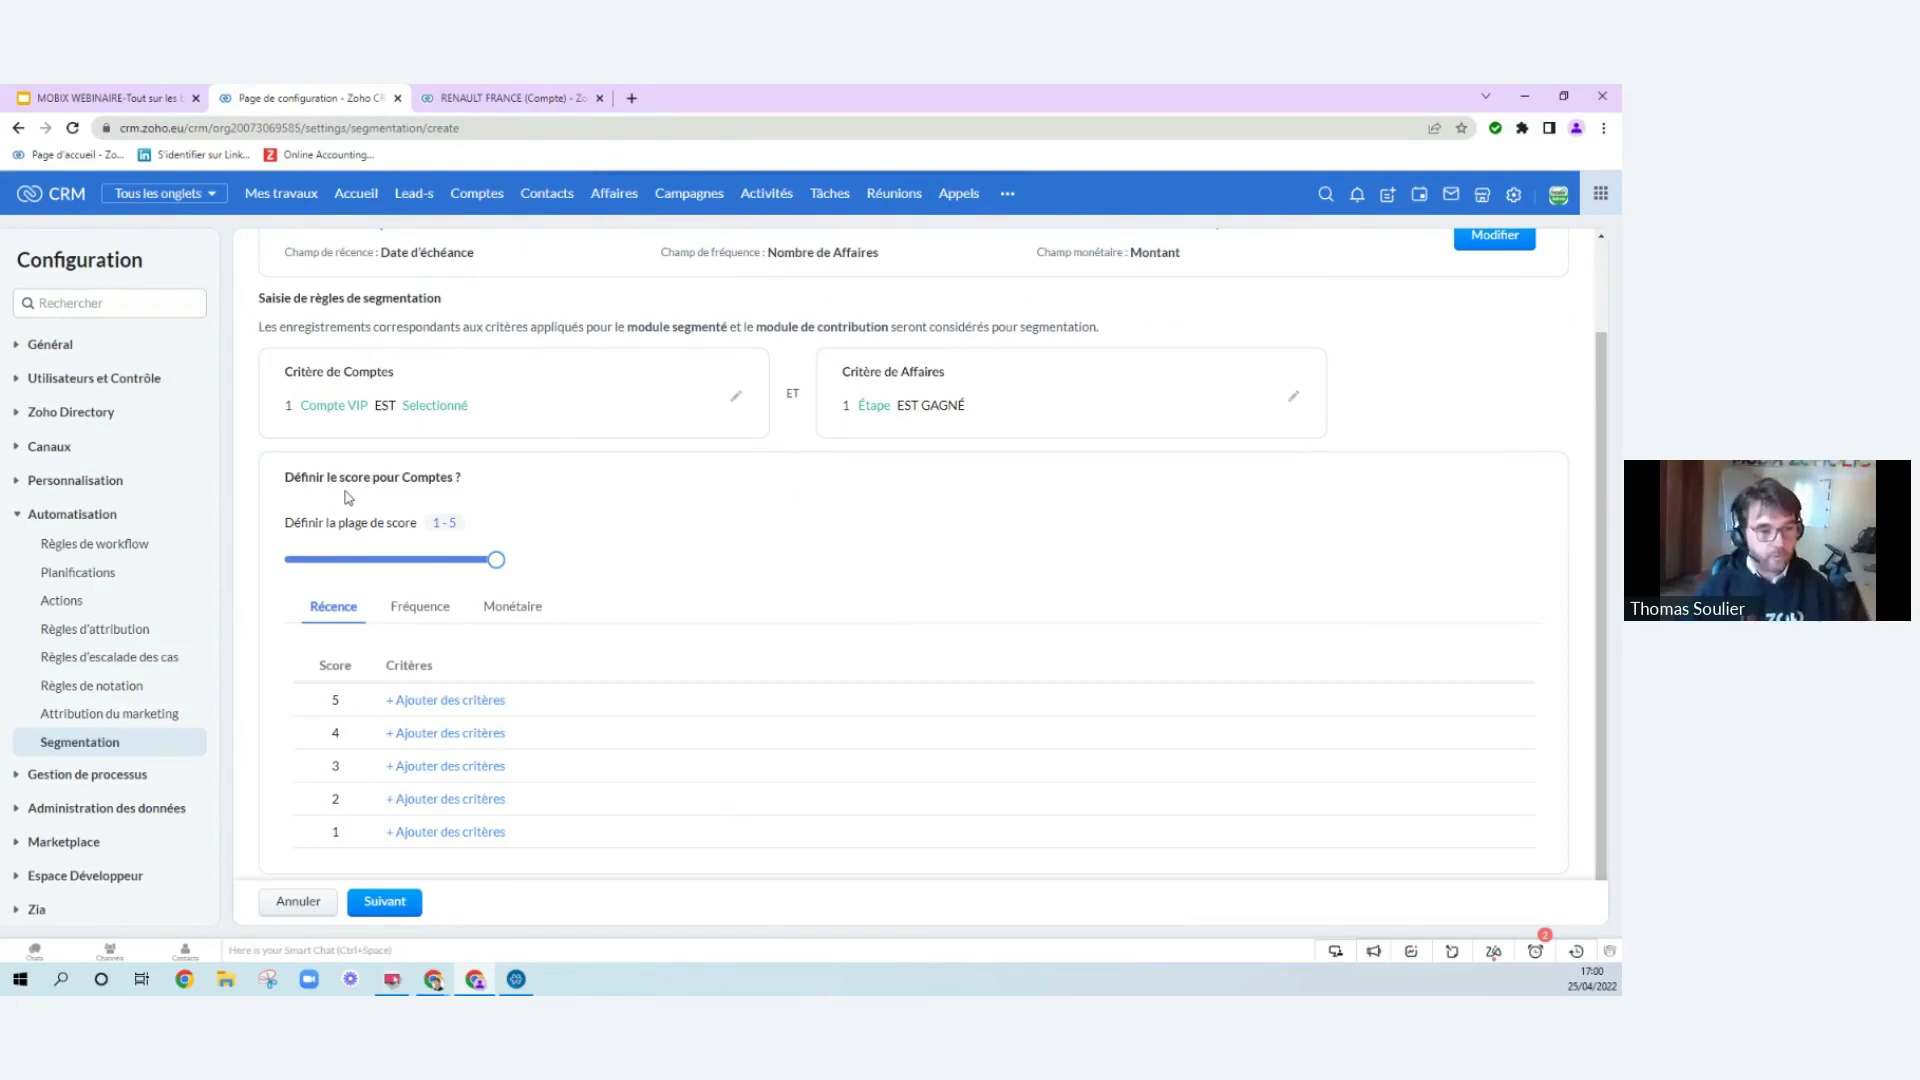 MOBIX WEBINAIRE-Tout sur les
Page de configuration - Zoho CR
RENAULT FRANCE (Compte) - Zo
crm.zoho.eu/crm/org20073069585/settings/segmentation/create
Page d'accueil - Zo...
S'identifier sur Link...
Online Accounting...
CRM
Tous les onglets
Mes travaux
Accueil
Lead-s
Comptes
Contacts
Affaires
Campagnes
Activités
Tâches
Réunions
Appels
Configuration
Rechercher
Général
Utilisateurs et Contrôle
Zoho Directory
Canaux
Personnalisation
Automatisation
Règles de workflow
Planifications
Actions
Règles d'attribution
Règles d'escalade des cas
Règles de notation
Attribution du marketing
Segmentation
Gestion de processus
Administration des données
Marketplace
Espace Développeur
Zia
Modifier
Champ de récence : Date d'échéance
Champ de fréquence : Nombre de Affaires
Champ monétaire : Montant
Saisie de règles de segmentation
Les enregistrements correspondants aux critères appliqués pour le module segmenté et le module de contribution seront considérés pour segmentation.
Critère de Comptes
1 Compte VIP EST Selectionné
ET
Critère de Affaires
1 Étape EST GAGNÉ
Définir le score pour Comptes ?
Définir la plage de score 1 - 5
Récence
Fréquence
Monétaire
Score Critères
5 + Ajouter des critères
4 + Ajouter des critères
3 + Ajouter des critères
2 + Ajouter des critères
1 + Ajouter des critères
Annuler
Suivant
Chats
Channels
Contacts
Here is your Smart Chat (Ctrl+Space)
2
17:00
25/04/2022
Thomas Soulier